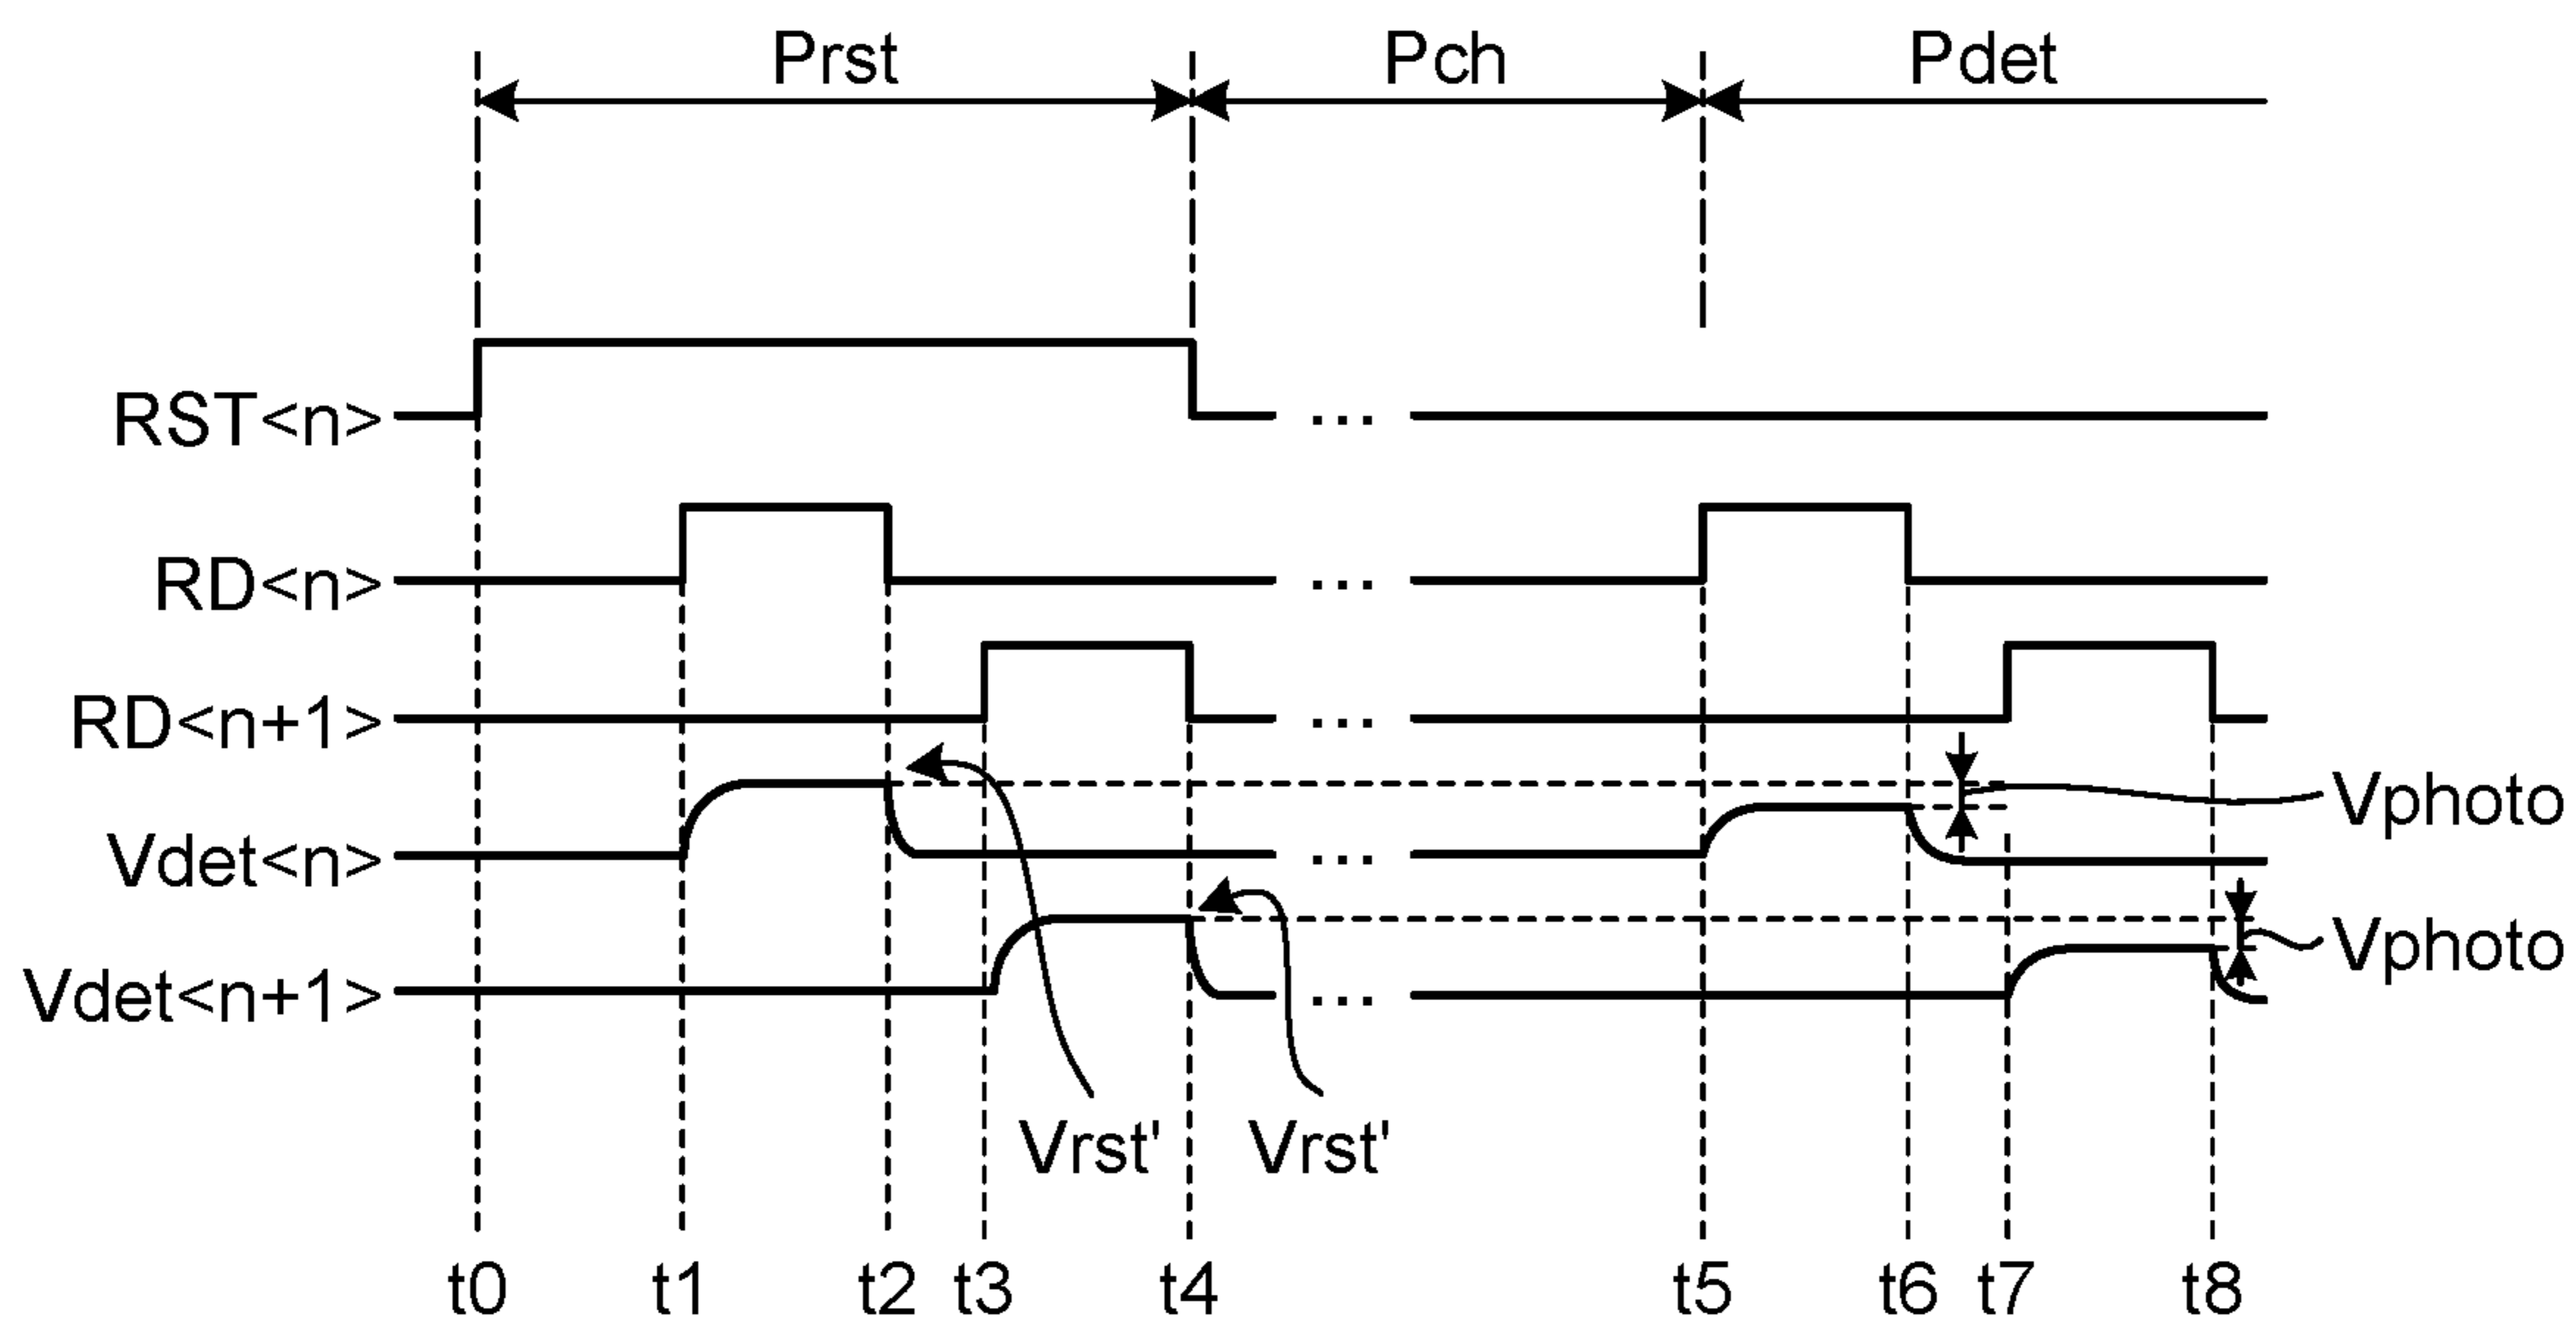 Prst Pch Pdet
RST<n> ...
RD<n> ...
RD<n+1> ...
Vphoto
Vdet<n> ...
Vphoto
Vdet<n+1> ...
Vrst' Vrst'
t0 t1 t2 t3 t4 t5 t6 t7 t8